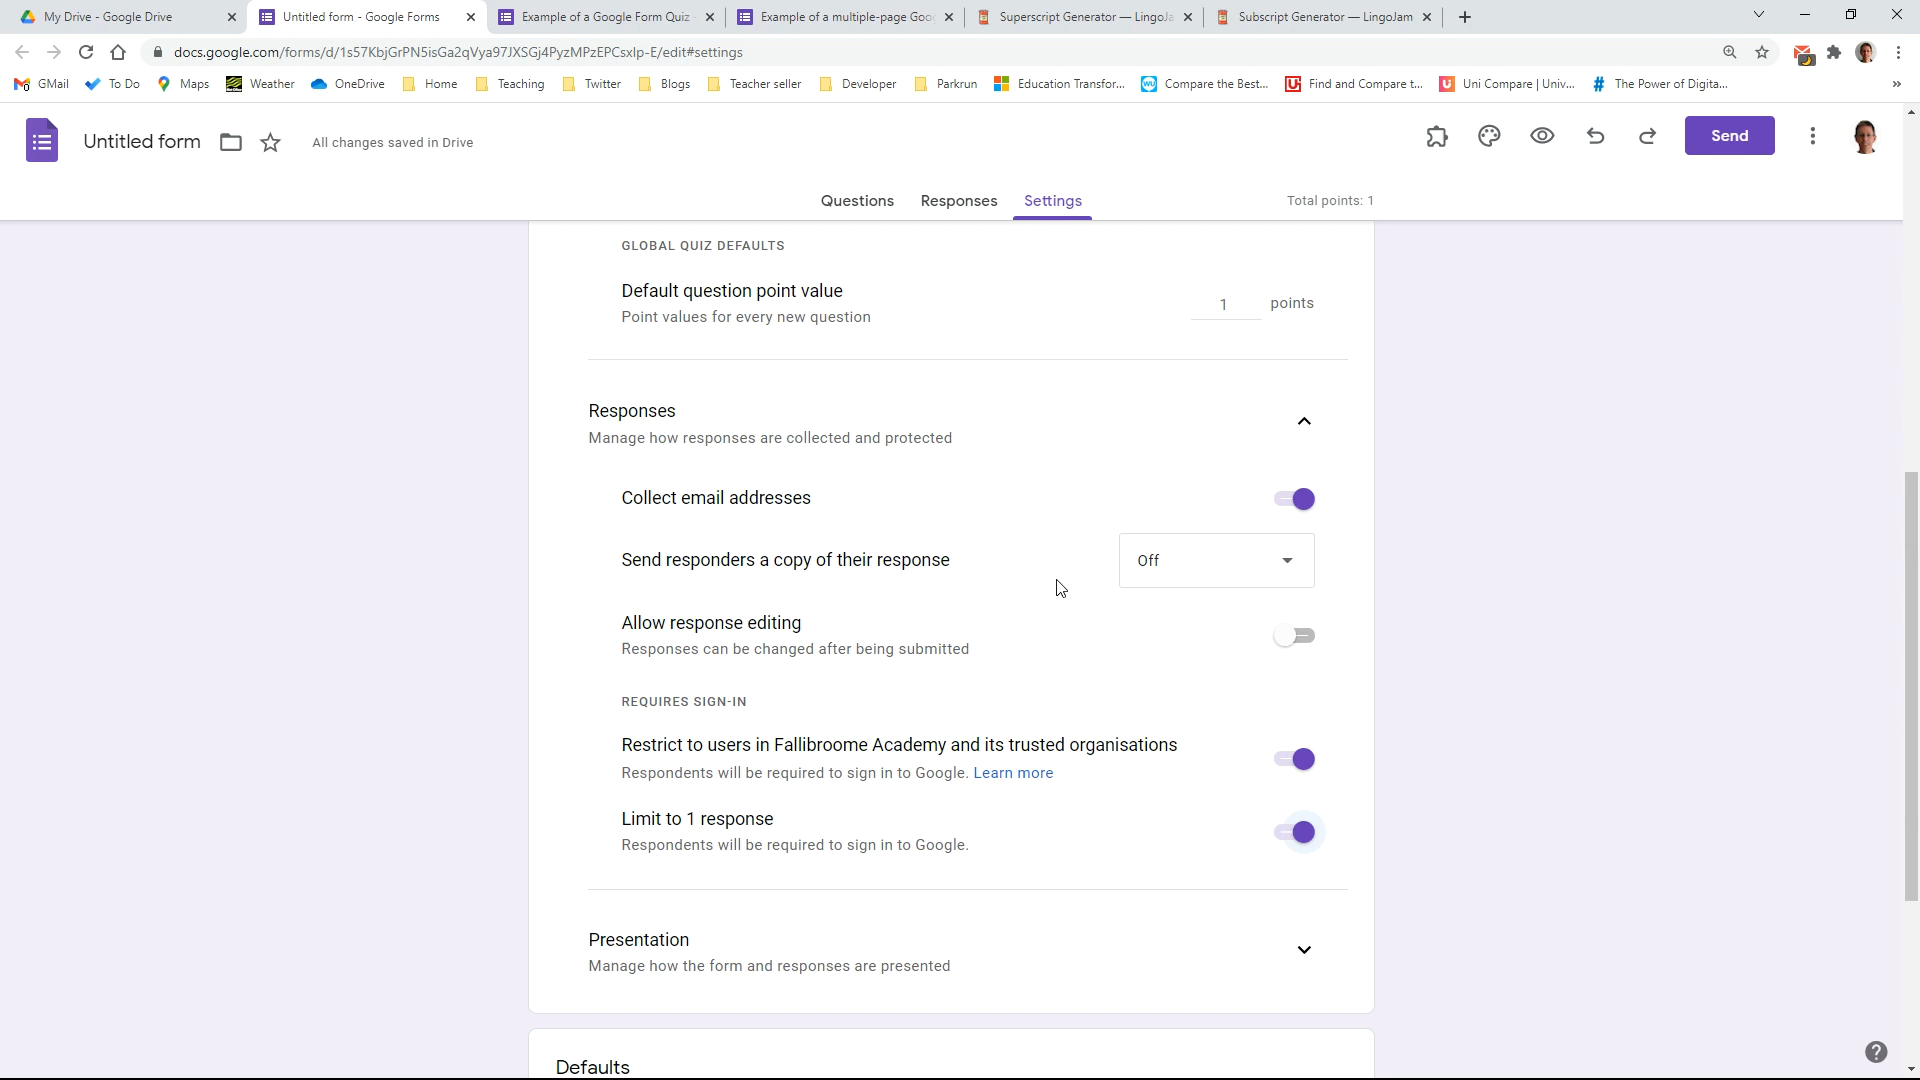 My Drive - Google Drive
Untitled form - Google Forms
Example of a Google Form Quiz -
Example of a multiple-page Goo
Superscript Generator — LingoJa
Subscript Generator — LingoJam
docs.google.com/forms/d/1s57KbjGrPN5isGa2qVya97JXSGj4PyzMPzEPCsxlp-E/edit#settings
GMail
To Do
Maps
Weather
OneDrive
Home
Teaching
Twitter
Blogs
Teacher seller
Developer
Parkrun
Education Transfor...
Compare the Best...
Find and Compare t...
Uni Compare | Univ...
The Power of Digita...
Untitled form
All changes saved in Drive
Send
Questions
Responses
Settings
Total points: 1
GLOBAL QUIZ DEFAULTS
Default question point value
Point values for every new question
1 points
Responses
Manage how responses are collected and protected
Collect email addresses
Send responders a copy of their response
Off
Allow response editing
Responses can be changed after being submitted
REQUIRES SIGN-IN
Restrict to users in Fallibroome Academy and its trusted organisations
Respondents will be required to sign in to Google. Learn more
Limit to 1 response
Respondents will be required to sign in to Google.
Presentation
Manage how the form and responses are presented
Defaults